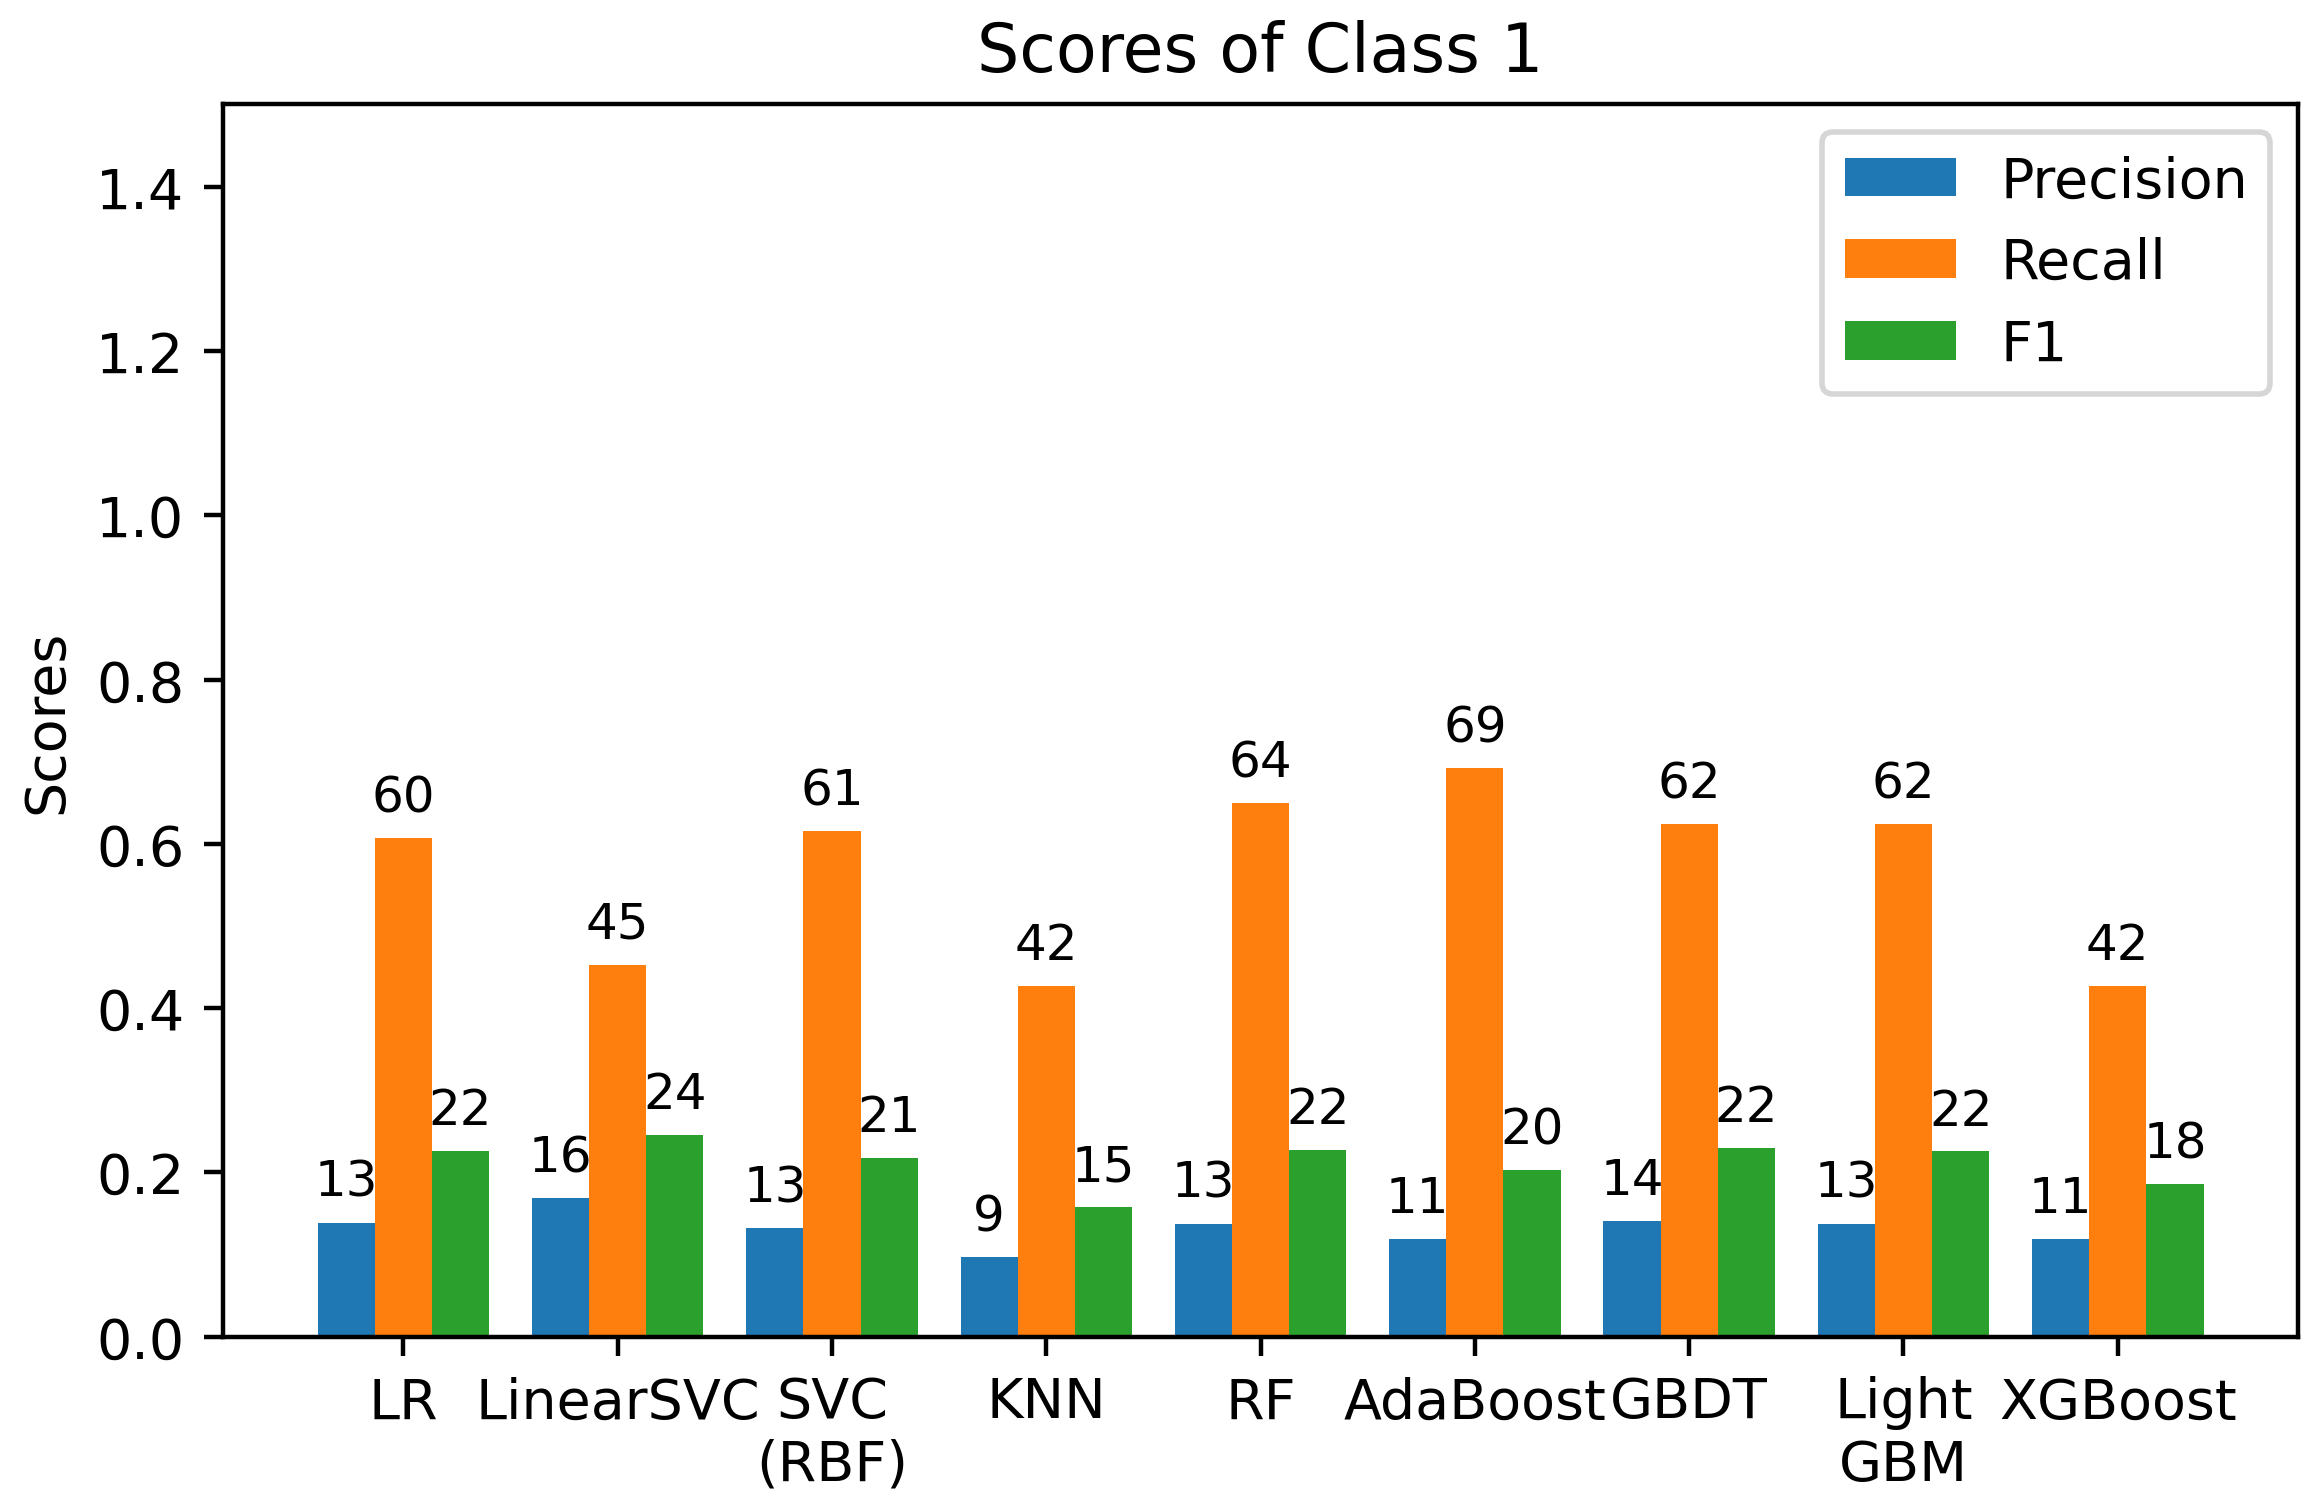 Scores of Class 1
Precision
Recall
F1
Scores
1.4
1.2
1.0
0.8
0.6
0.4
0.2
0.0
13 60 22
16 45 24
13 61 21
9 42 15
13 64 22
11 69 20
14 62 22
13 62 22
11 42 18
LR
LinearSVC
SVC
(RBF)
KNN
RF
AdaBoost
GBDT
Light
GBM
XGBoost